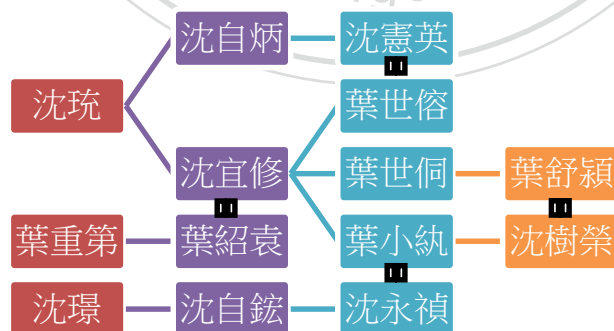 沈自炳 沈憲英
沈珫 葉世俗
沈宜修 葉世侗 葉舒潁
葉重第 葉紹袁 葉小紈 沈樹榮
沈璟 沈自鋐 沈永禎